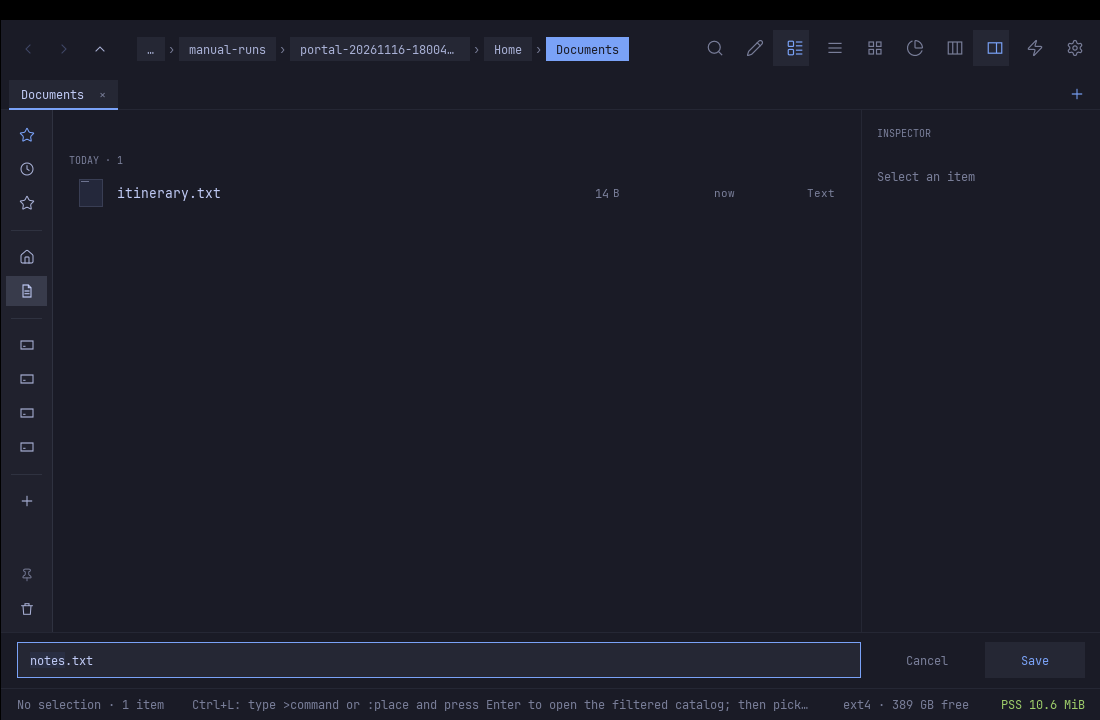 … › manual-runs › portal-20261116-18004… › Home › Documents
Documents ×
TODAY · 1
itinerary.txt 14 B now Text
INSPECTOR
Select an item
notes.txt
Cancel
Save
No selection · 1 item
Ctrl+L: type >command or :place and press Enter to open the filtered catalog; then pick…
ext4 · 389 GB free
PSS 10.6 MiB